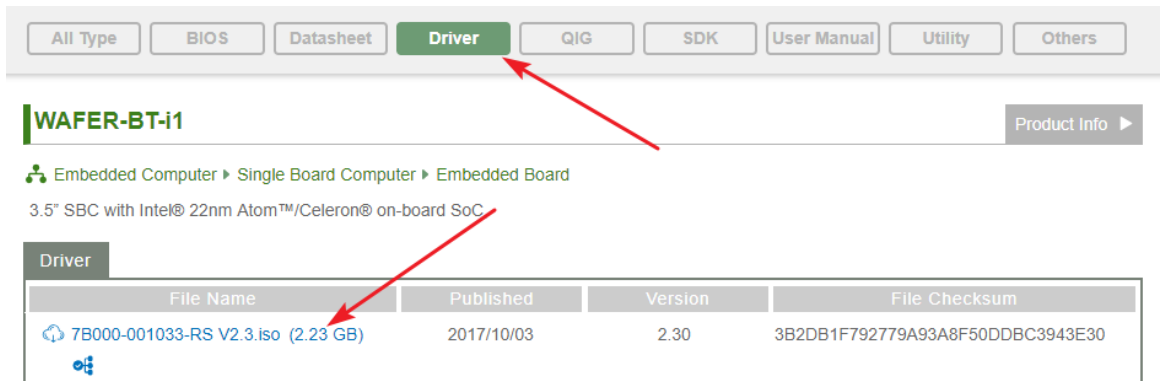 All Type BIOS Datasheet Driver QIG SDK User Manual Utility Others
WAFER-BT-i1
Product Info
Embedded Computer Single Board Computer Embedded Board
3.5" SBC with Intel® 22nm Atom™/Celeron® on-board SoC
Driver
File Name Published Version File Checksum
7B000-001033-RS V2.3.iso (2.23 GB) 2017/10/03 2.30 3B2DB1F792779A93A8F50DDBC3943E30